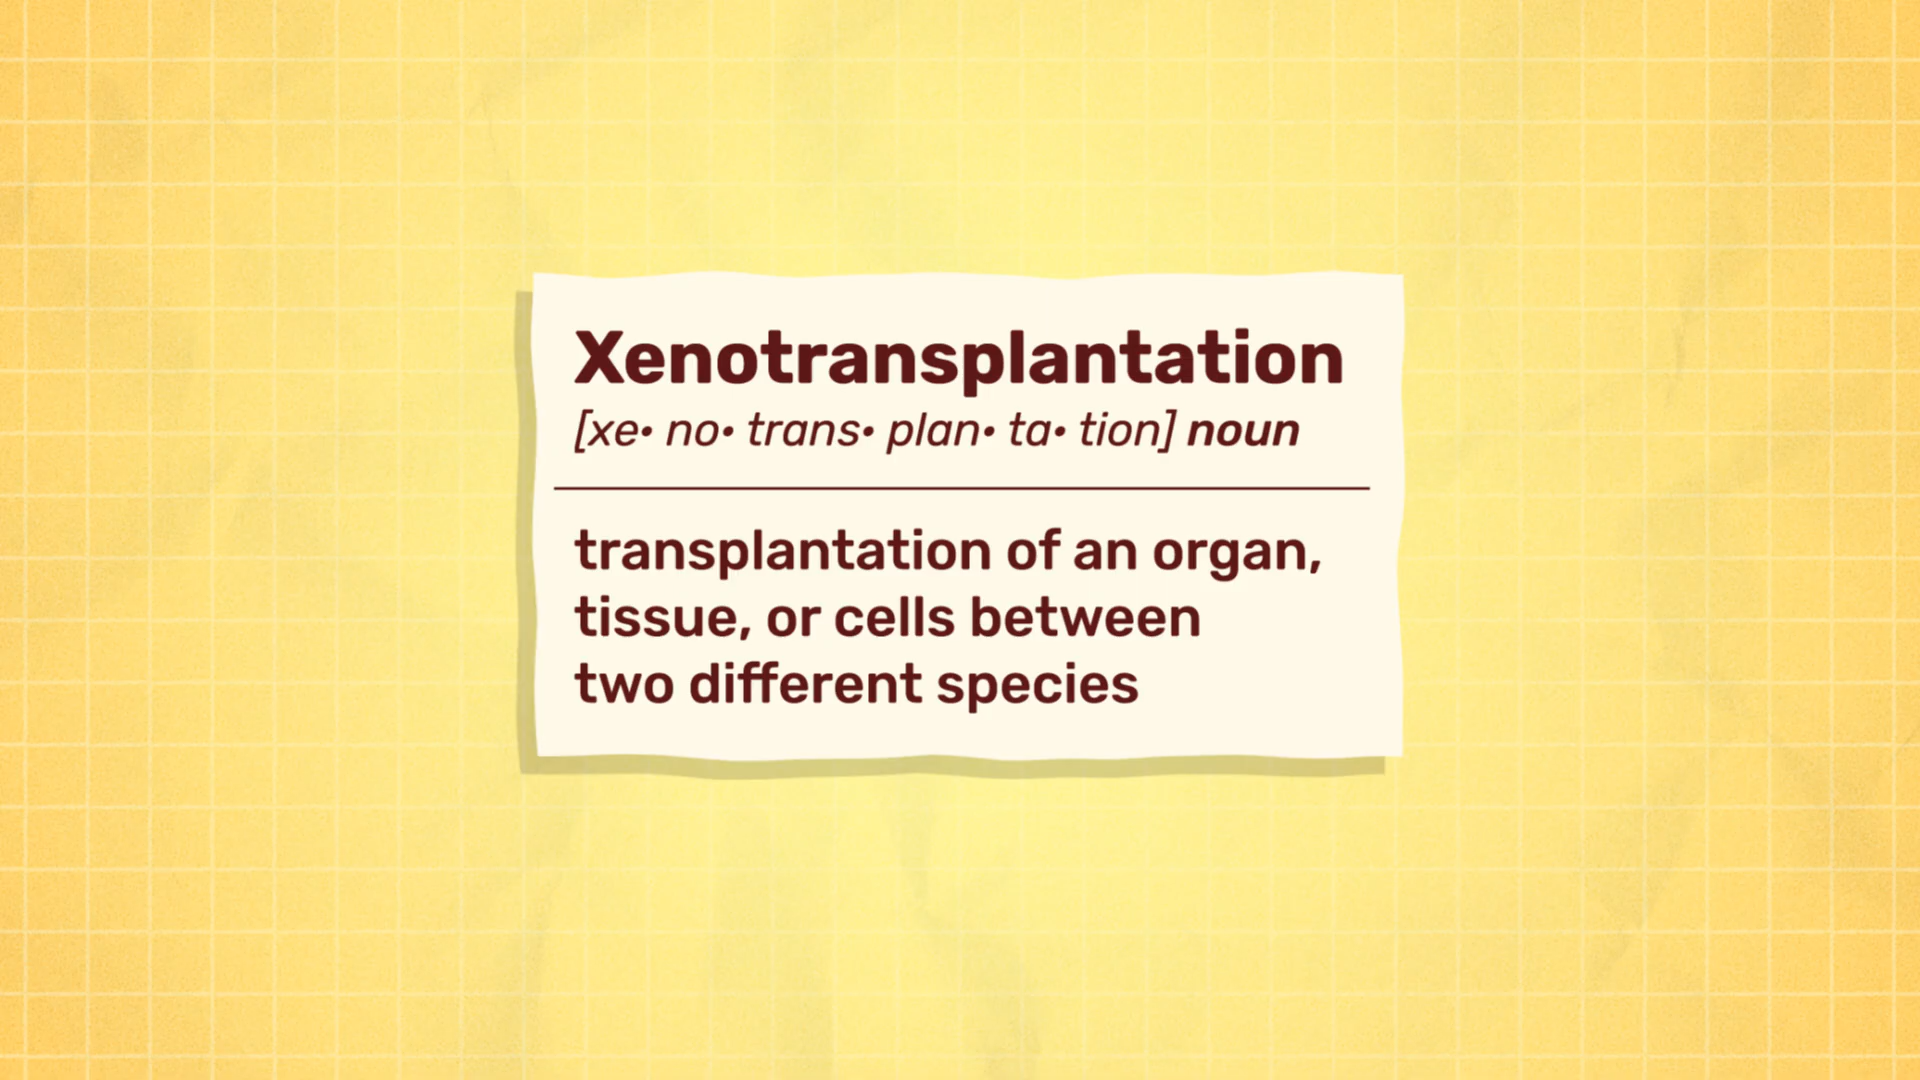 Xenotransplantation
[xe• no• trans• plan• ta• tion] noun
transplantation of an organ,
tissue, or cells between
two different species